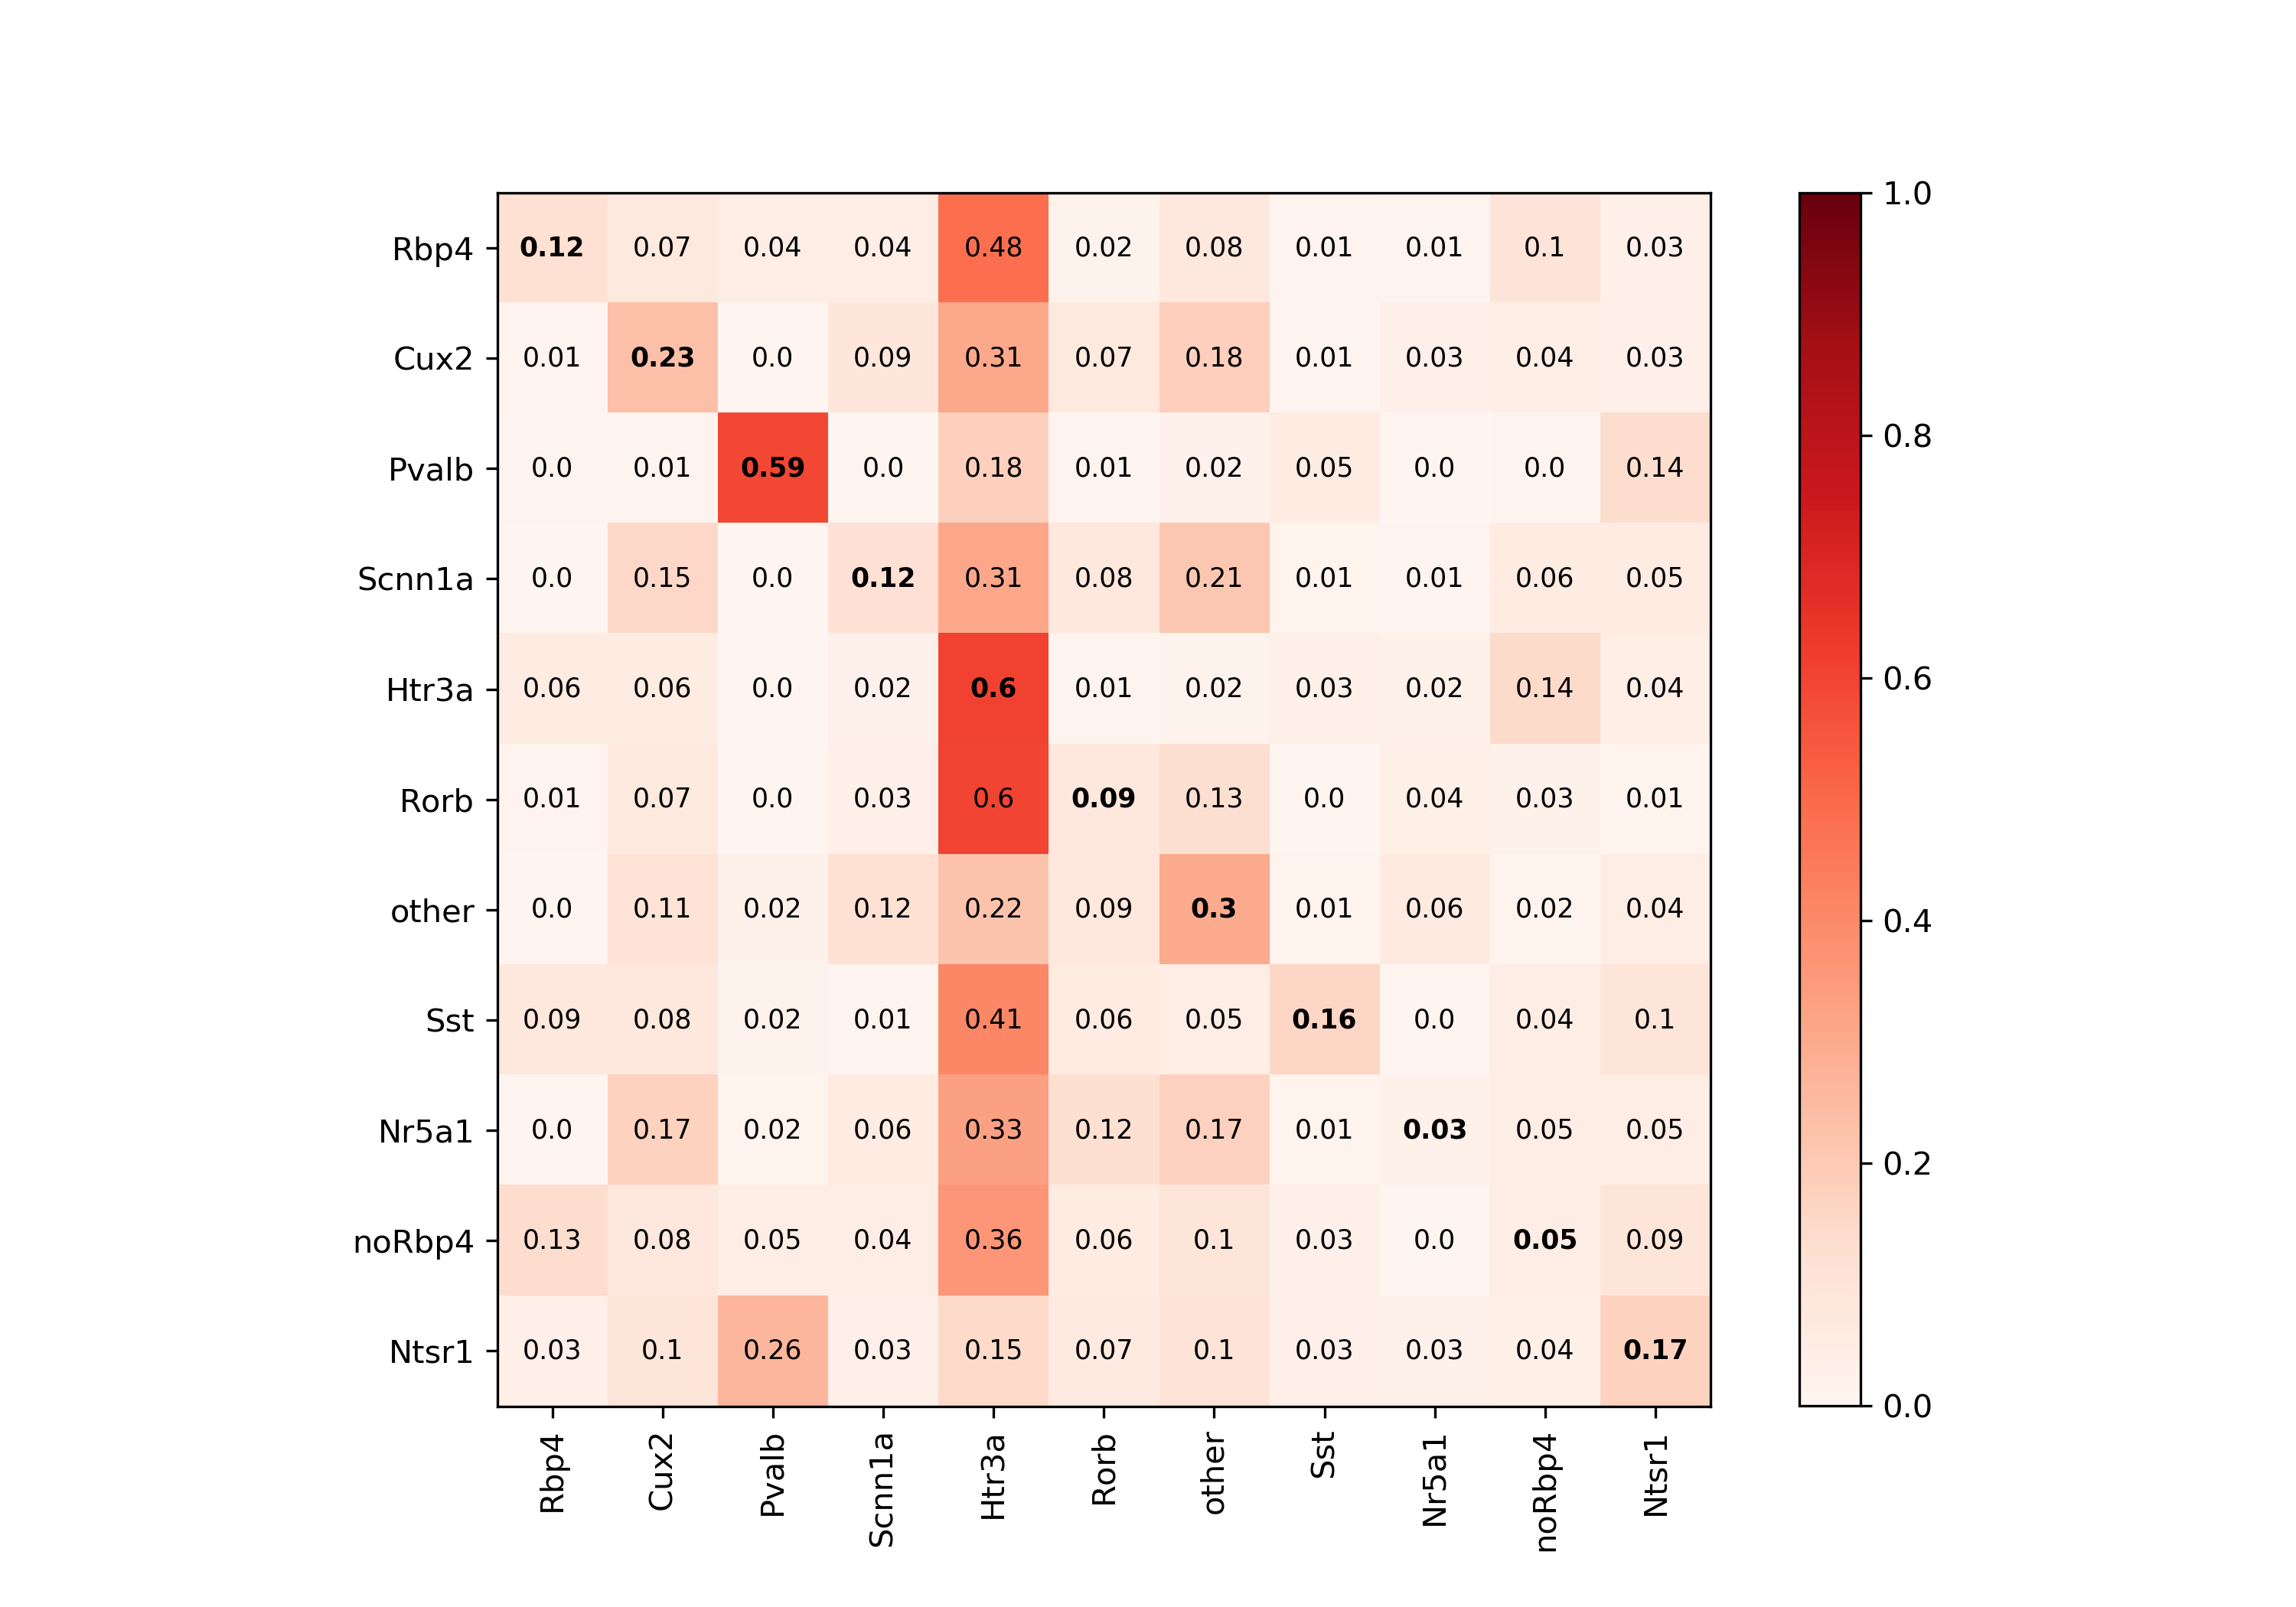 Rbp4 0.12 0.07 0.04 0.04 0.48 0.02 0.08 0.01 0.01 0.1 0.03
Cux2 0.01 0.23 0.0 0.09 0.31 0.07 0.18 0.01 0.03 0.04 0.03
Pvalb 0.0 0.01 0.59 0.0 0.18 0.01 0.02 0.05 0.0 0.0 0.14
Scnn1a 0.0 0.15 0.0 0.12 0.31 0.08 0.21 0.01 0.01 0.06 0.05
Htr3a 0.06 0.06 0.0 0.02 0.6 0.01 0.02 0.03 0.02 0.14 0.04
Rorb 0.01 0.07 0.0 0.03 0.6 0.09 0.13 0.0 0.04 0.03 0.01
other 0.0 0.11 0.02 0.12 0.22 0.09 0.3 0.01 0.06 0.02 0.04
Sst 0.09 0.08 0.02 0.01 0.41 0.06 0.05 0.16 0.0 0.04 0.1
Nr5a1 0.0 0.17 0.02 0.06 0.33 0.12 0.17 0.01 0.03 0.05 0.05
noRbp4 0.13 0.08 0.05 0.04 0.36 0.06 0.1 0.03 0.0 0.05 0.09
Ntsr1 0.03 0.1 0.26 0.03 0.15 0.07 0.1 0.03 0.03 0.04 0.17
Rbp4 Cux2 Pvalb Scnn1a Htr3a Rorb other Sst Nr5a1 noRbp4 Ntsr1
1.0
0.8
0.6
0.4
0.2
0.0